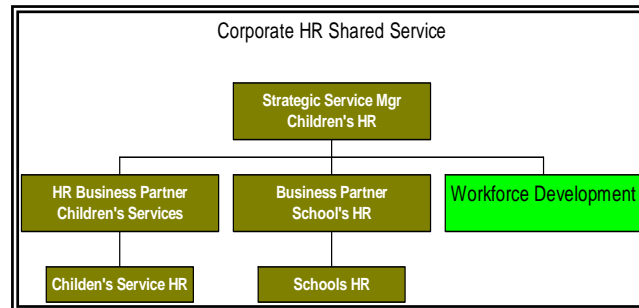 Corporate HR Shared Service
Strategic Service Mgr
Children's HR
HR Business Partner
Children's Services
Business Partner
School's HR
Workforce Development
Childen's Service HR
Schools HR